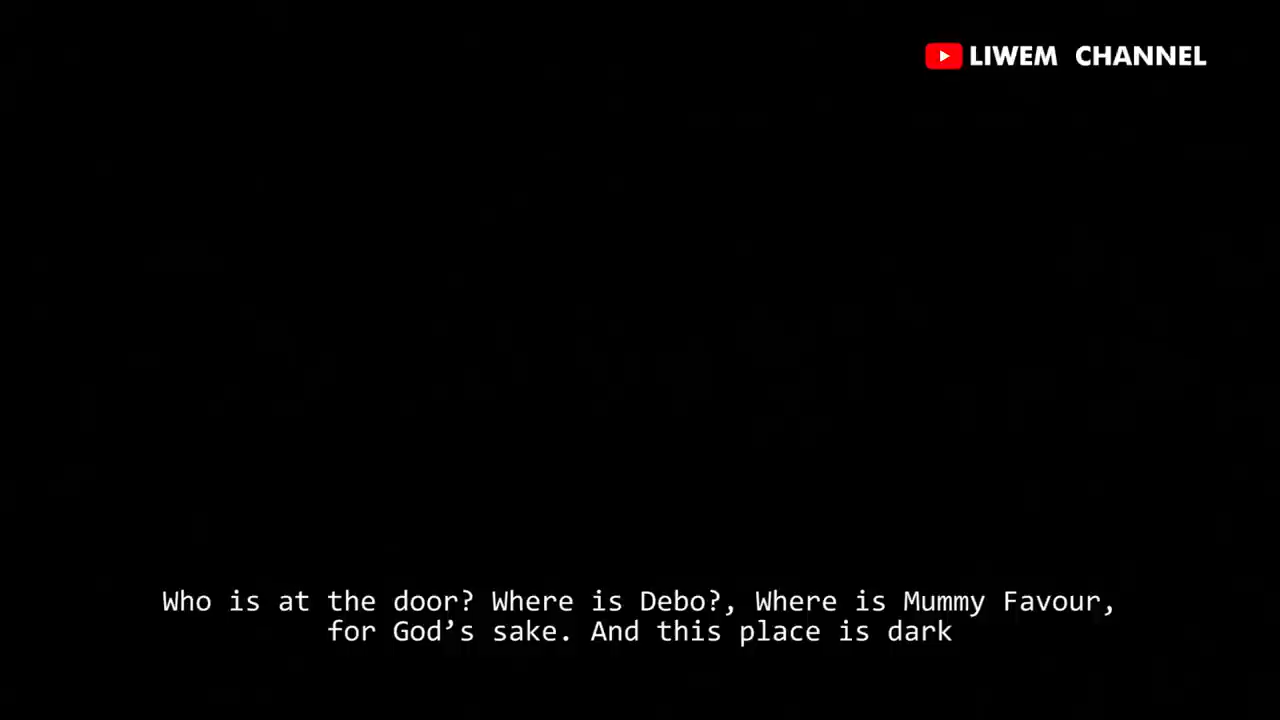 LIWEM CHANNEL
Who is at the door? Where is Debo?, Where is Mummy Favour,
for God’s sake. And this place is dark